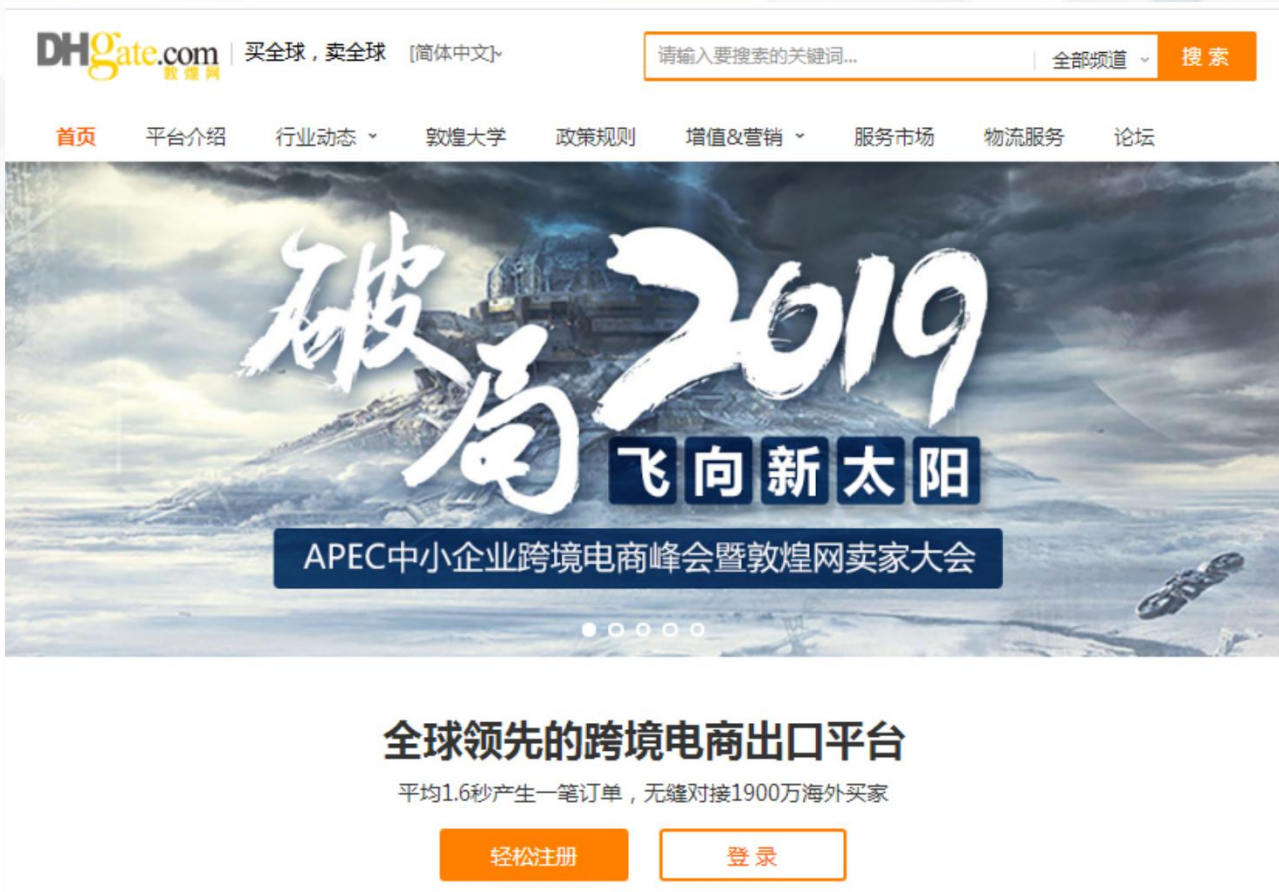 DHgate.com 敦煌网 买全球，卖全球 [简体中文]
请输入要搜索的关键词... 全部频道 搜索
首页 平台介绍 行业动态 敦煌大学 政策规则 增值&营销 服务市场 物流服务 论坛
破局2019
飞向新太阳
APEC中小企业跨境电商峰会暨敦煌网卖家大会
全球领先的跨境电商出口平台
平均1.6秒产生一笔订单，无缝对接1900万海外买家
轻松注册 登录